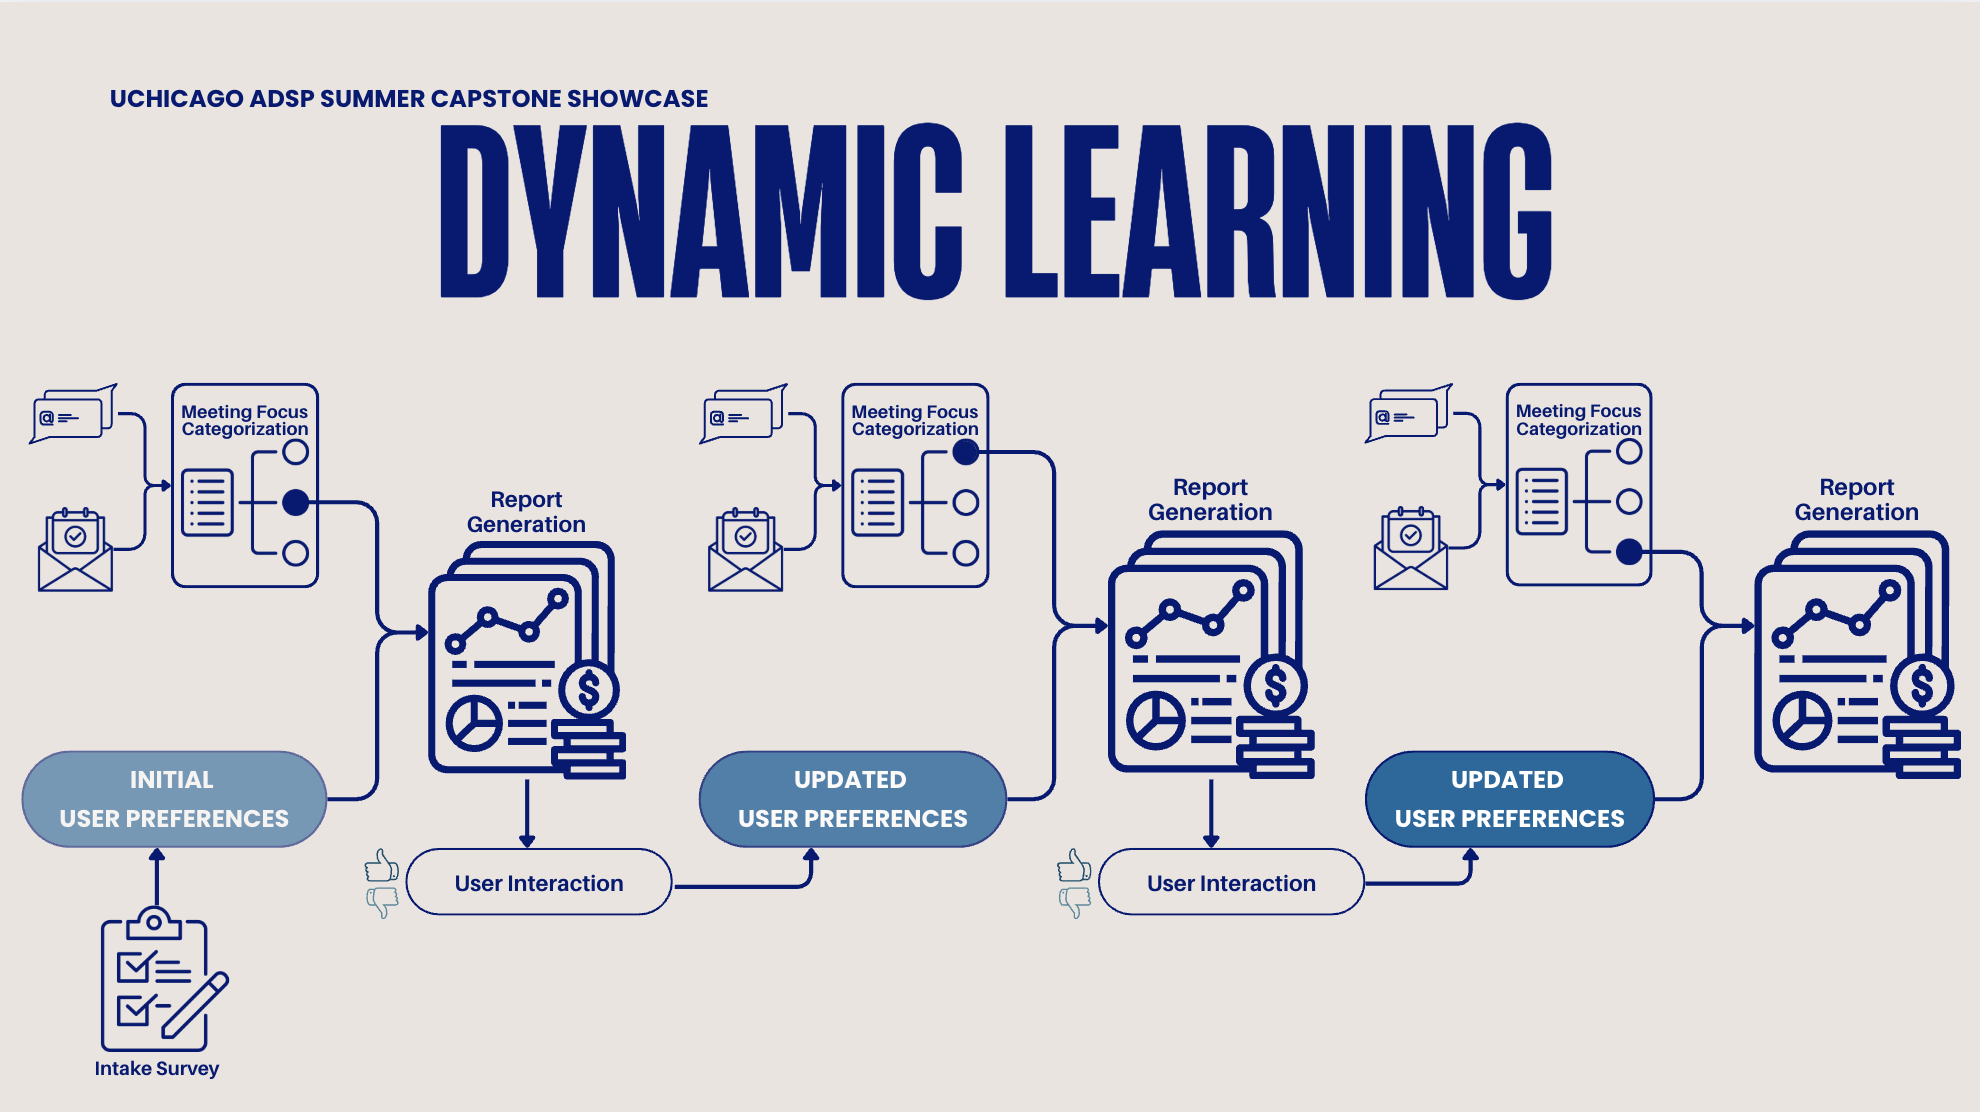 UCHICAGO ADSP SUMMER CAPSTONE SHOWCASE
DYNAMIC LEARNING
@
Meeting Focus
Categorization
Report
Generation
$
INITIAL
USER PREFERENCES
User Interaction
Intake Survey
@
Meeting Focus
Categorization
Report
Generation
$
UPDATED
USER PREFERENCES
User Interaction
@
Meeting Focus
Categorization
Report
Generation
$
UPDATED
USER PREFERENCES